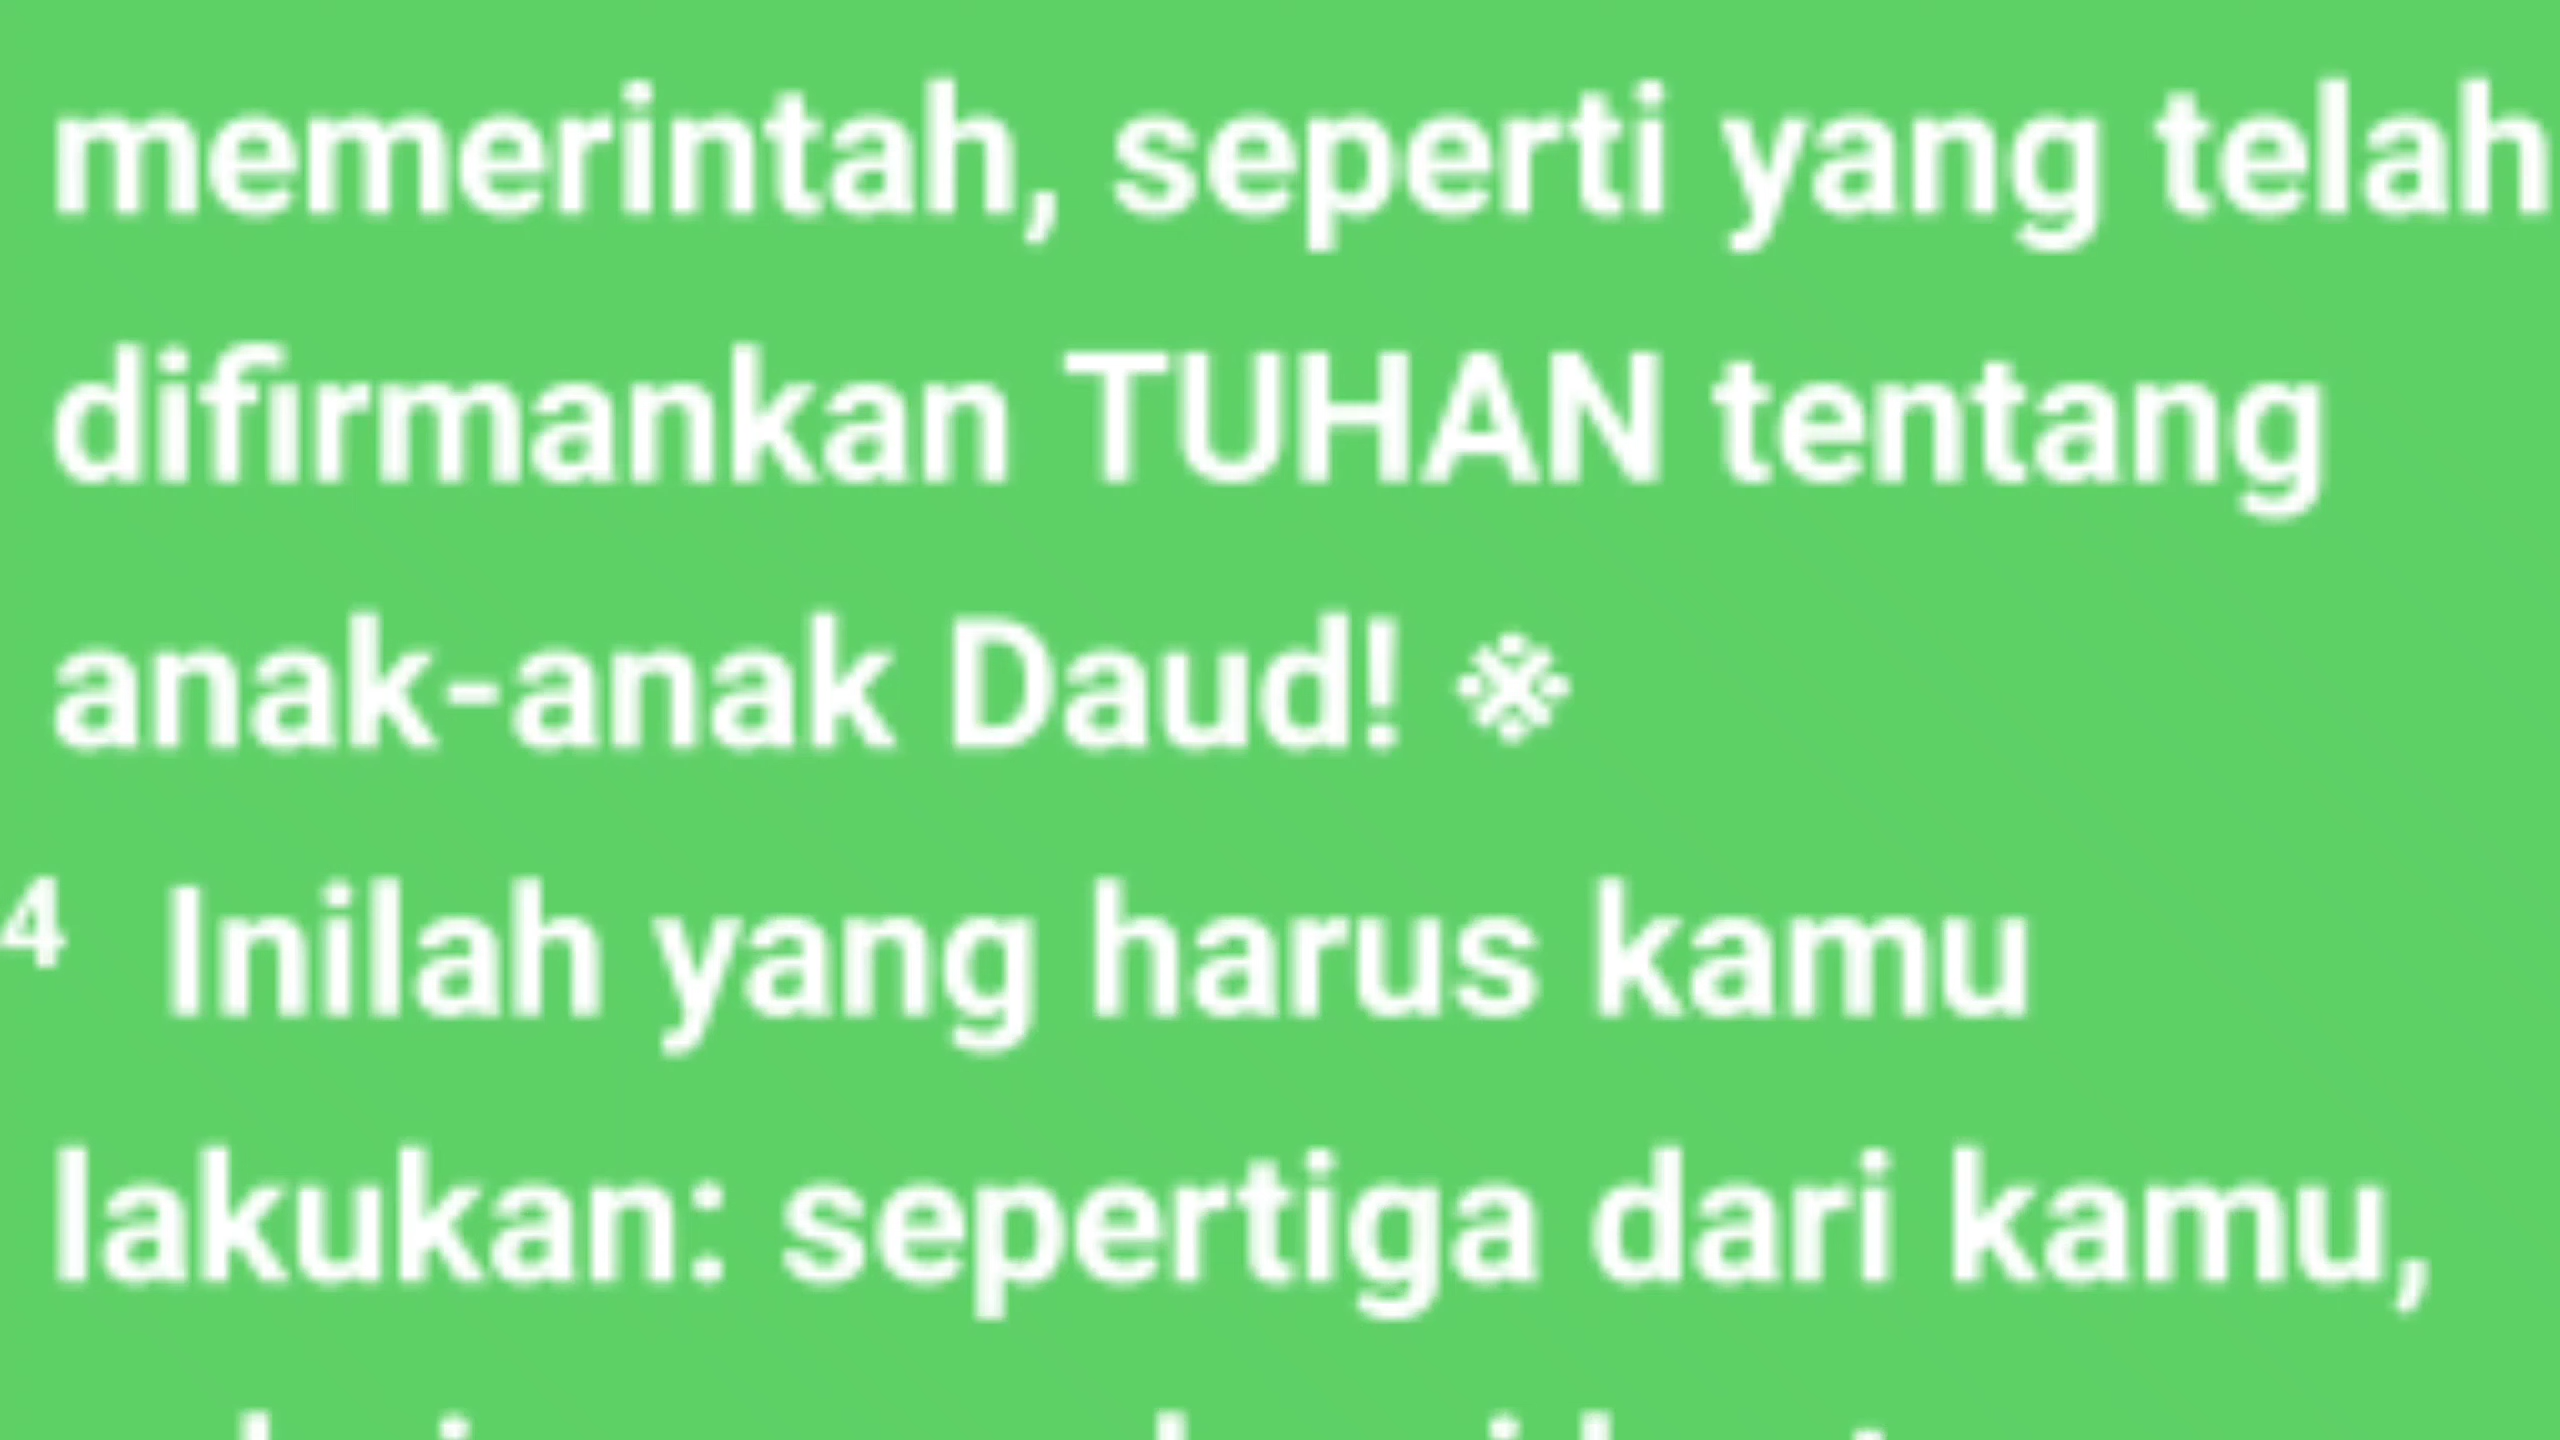 memerintah, seperti yang telah
difirmankan TUHAN tentang
anak-anak Daud! ※
4 Inilah yang harus kamu
lakukan: sepertiga dari kamu,